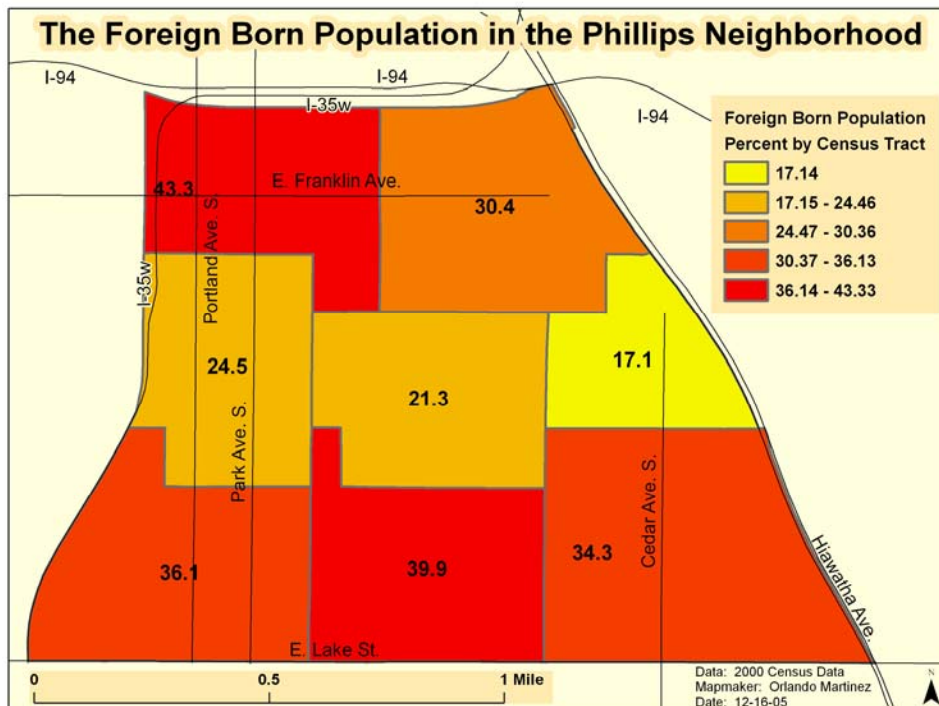 The Foreign Born Population in the Phillips Neighborhood
I-94
I-94
I-35w
I-94
Foreign Born Population
Percent by Census Tract
17.14
17.15 - 24.46
24.47 - 30.36
30.37 - 36.13
36.14 - 43.33
43.3
E. Franklin Ave.
30.4
Portland Ave. S.
I-35w
24.5
21.3
17.1
Park Ave. S.
Cedar Ave. S.
36.1
39.9
34.3
Hiawatha Ave.
E. Lake St.
0 0.5 1 Mile
Data: 2000 Census Data
Mapmaker: Orlando Martinez
Date: 12-16-05
N